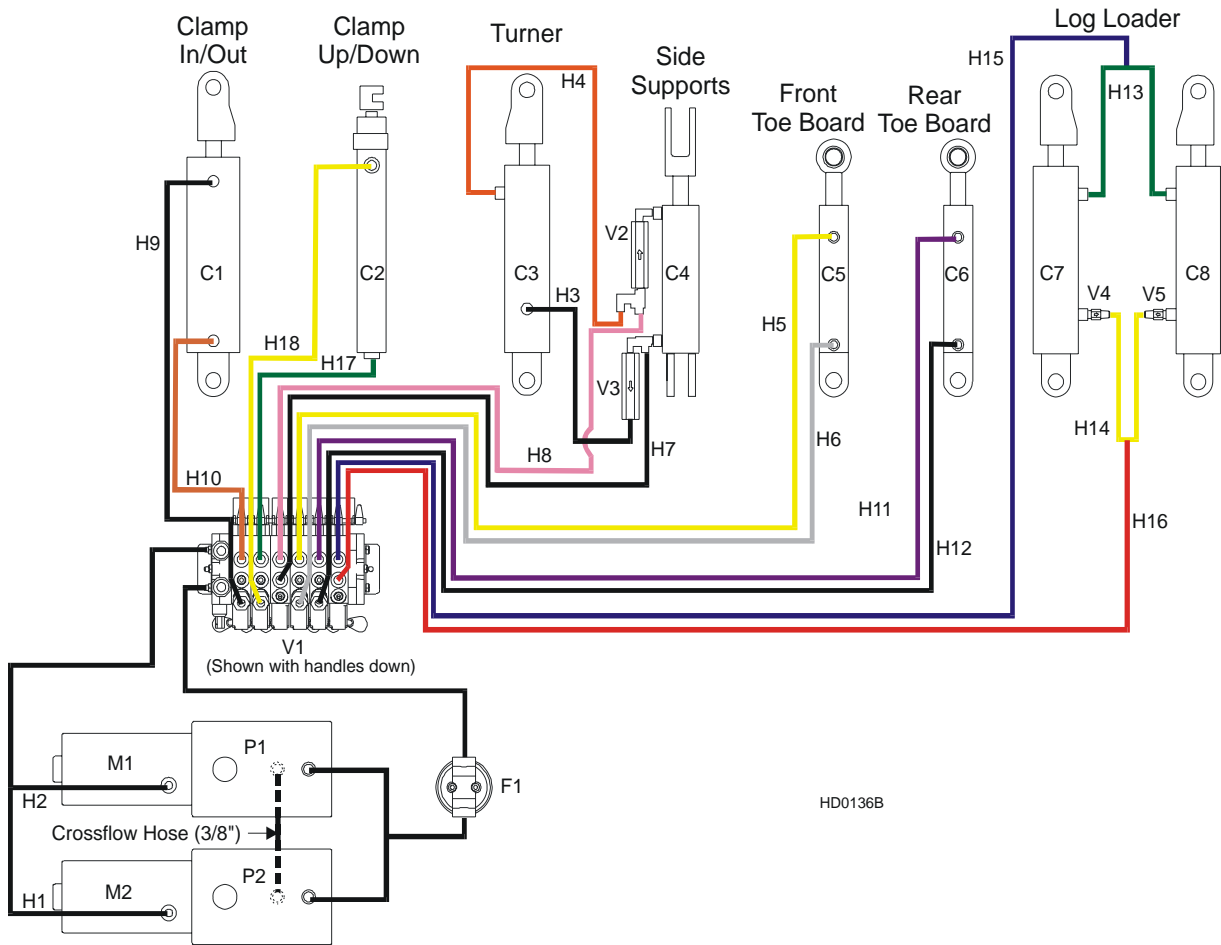 Clamp
In/Out
Clamp
Up/Down
Turner
Side
Supports
Front
Toe Board
Rear
Toe Board
Log Loader
H15
H4
H13
H9
V2
C1
C2
C3
C4
C5
C6
C7
C8
H3
V4
V5
H5
H18
H17
V3
H14
H6
H7
H8
H10
H11
H16
H12
V1
(Shown with handles down)
P1
M1
F1
H2
HD0136B
Crossflow Hose (3/8")
P2
M2
H1